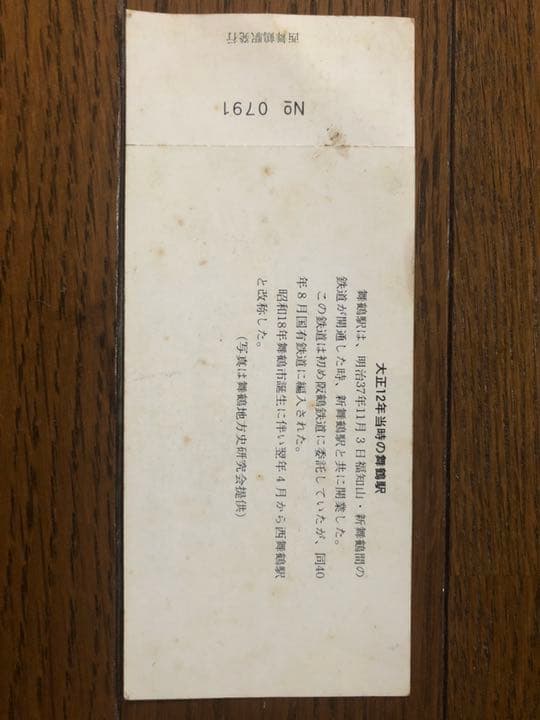 西舞鶴駅発行
№ 0791
大正12年当時の舞鶴駅
舞鶴駅は、明治37年11月3日福知山・新舞鶴間の
鉄道が開通した時、新舞鶴駅と共に開業した。
この鉄道は初め阪鶴鉄道に委託していたが、同40
年8月国有鉄道に編入された。
昭和18年舞鶴市誕生に伴い翌年4月から西舞鶴駅
と改称した。
(写真は舞鶴地方史研究会提供)